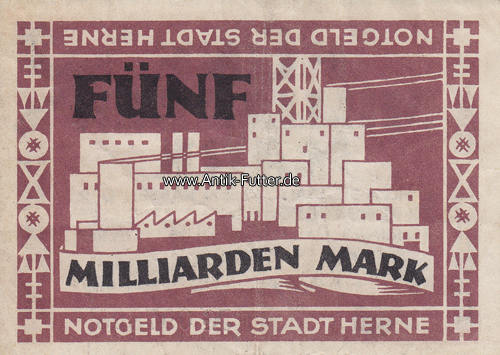 NOTGELD DER STADT HERNE
FÜNF
www.Antik-Futter.de
MILLIARDEN MARK
NOTGELD DER STADT HERNE